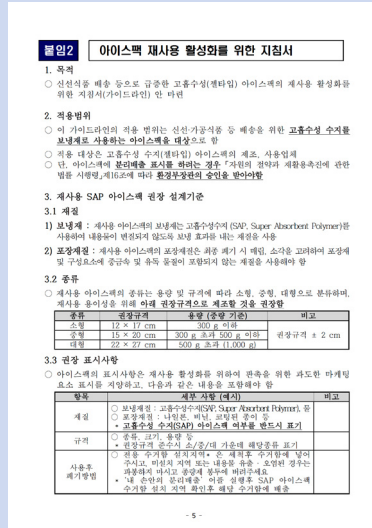 붙임2 아이스팩 재사용 활성화를 위한 지침서
1. 목적
○ 신선식품 배송 등으로 급증한 고흡수성(젤타입) 아이스팩의 재사용 활성화를
위한 지침서(가이드라인) 안 마련
2. 적용범위
○ 이 가이드라인의 적용 범위는 신선·가공식품 등 배송을 위한 고흡수성 수지를
보냉재로 사용하는 아이스팩을 대상으로 함
○ 적용 대상은 고흡수성 수지(젤타입) 아이스팩의 제조, 사용업체
○ 단, 아이스팩에 분리배출 표시를 하려는 경우 「자원의 절약과 재활용촉진에 관한
법률 시행령」제16조에 따라 환경부장관의 승인을 받아야함
3. 재사용 SAP 아이스팩 권장 설계기준
3.1 재질
1) 보냉재 : 재사용 아이스팩의 보냉재는 고흡수성수지 (SAP, Super Absorbent Polymer)를
사용하여 내용물이 변질되지 않도록 보냉 효과를 내는 재질을 사용
2) 포장재질 : 재사용 아이스팩의 포장재질은 최종 폐기 시 매립, 소각을 고려하여 포장재
및 구성요소에 중금속 및 유독 물질이 포함되지 않는 재질을 사용해야 함
3.2 종류
○ 재사용 아이스팩의 종류는 용량 및 규격에 따라 소형, 중형, 대형으로 분류하며,
재사용 용이성을 위해 아래 권장규격으로 제조할 것을 권장함
종류 권장규격 용량 (중량 기준) 비고
소형 12 × 17 cm 300 g 이하
중형 15 × 20 cm 300 g 초과 500 g 이하 권장규격 ± 2 cm
대형 22 × 27 cm 500 g 초과 (1,000 g)
3.3 권장 표시사항
○ 아이스팩의 표시사항은 재사용 활성화를 위하여 판촉을 위한 과도한 마케팅
요소 표시를 지양하고, 다음과 같은 내용을 포함해야 함
항목 세부 사항 (예시) 비고
재질
○ 보냉재질 : 고흡수성수지(SAP, Super Absorbent Polymer), 물
○ 포장재질 : 나일론, 비닐, 코팅된 종이 등
* 고흡수성 수지(SAP) 아이스팩 여부를 반드시 표기
규격
○ 종류, 크기, 용량 등
* 권장규격 준수시 소/중/대 가운데 해당종류 표기
사용후
폐기방법
○ 전용 수거함 설치지역* 은 세척후 수거함에 넣어
주시고, 미설치 지역 또는 내용물 유출·오염된 경우는
파봉하지 마시고 종량제 봉투에 버려주세요
* '내 손안의 분리배출' 어플 실행후 SAP 아이스팩
수거함 설치 지역 확인후 해당 수거함에 배출
- 5 -